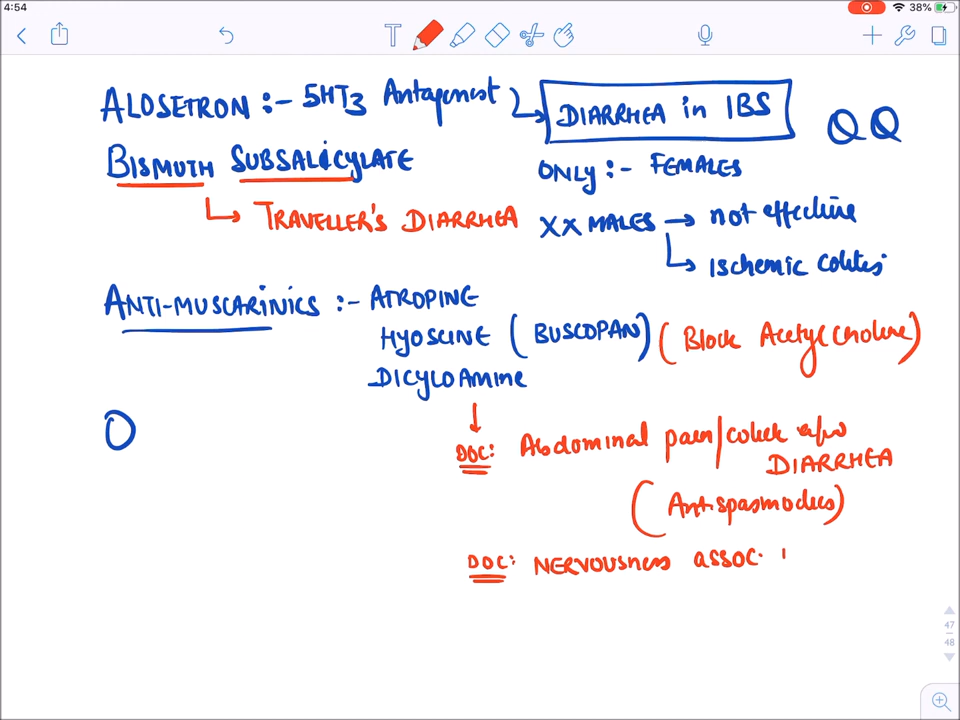 4:54
38%
T
ALOSETRON :- 5HT3 Antagonist → DIARRHEA in IBS QQ
BISMUTH SUBSALICYLATE
ONLY :- FEMALES
→ TRAVELLER'S DIARRHEA
XX MALES → not effective
→ Ischemic colitis
ANTI-MUSCARINICS :- ATROPINE
HYOSCINE (BUSCOPAN) (Block Acetylcholine)
DICYLOAMINE
O
↓
DOC: Abdominal pain/colick
DIARRHEA
(Antispasmodics)
DOC: NERVOUSNESS assoc.
47
48